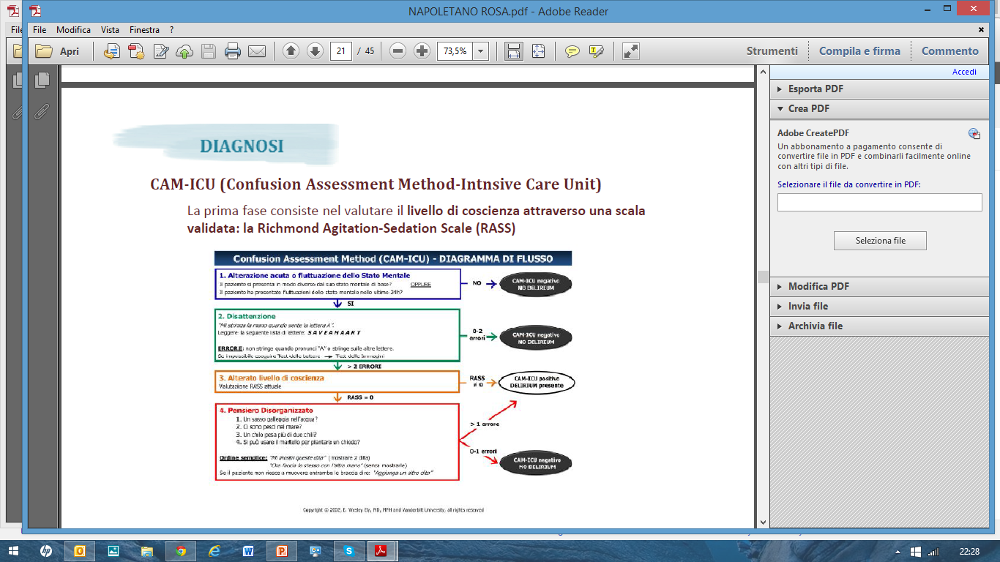 NAPOLETANO ROSA.pdf - Adobe Reader
File
File Modifica Vista Finestra ?
Apri
21 / 45
73,5%
Strumenti Compila e firma Commento
Accedi
Esporta PDF
Crea PDF
Adobe CreatePDF
Un abbonamento a pagamento consente di
convertire file in PDF e combinarli facilmente online
con altri tipi di file.
Selezionare il file da convertire in PDF:
Seleziona file
Modifica PDF
Invia file
Archivia file
DIAGNOSI
CAM-ICU (Confusion Assessment Method-Intnsive Care Unit)
La prima fase consiste nel valutare il livello di coscienza attraverso una scala
validata: la Richmond Agitation-Sedation Scale (RASS)
Confusion Assessment Method (CAM-ICU) - DIAGRAMMA DI FLUSSO
1. Alterazione acuta o fluttuazione dello Stato Mentale
Il paziente si presenta in modo diverso dal suo stato mentale di base? OPPURE
Il paziente ha presentato fluttuazioni dello stato mentale nelle ultime 24h?
NO
CAM-ICU negativo
NO DELIRIUM
SI
2. Disattenzione
"Mi stringa la mano quando sente la lettera A".
Leggere la seguente lista di lettere: S A V E A H A A R T
ERRORE: non stringe quando pronunci "A" o stringe sulle altre lettere.
Se impossibile eseguire Test delle Lettere → Test delle Immagini
0-2
errori
CAM-ICU negativo
NO DELIRIUM
> 2 ERRORI
3. Alterato livello di coscienza
Valutazione RASS attuale
RASS
≠ 0
CAM-ICU positivo
DELIRIUM presente
RASS = 0
4. Pensiero Disorganizzato
1. Un sasso galleggia nell'acqua?
2. Ci sono pesci nel mare?
3. Un chilo pesa più di due chili?
4. Si può usare il martello per piantare un chiodo?
Ordine semplice: "Mi mostri queste dita" (mostrare 2 dita)
"Ora faccia lo stesso con l'altra mano" (senza mostrarle)
Se il paziente non riesce a muovere entrambe le braccia dire: "Aggiunga un altro dito"
> 1 errore
0-1 errori
CAM-ICU negativo
NO DELIRIUM
Copyright © 2002, E. Wesley Ely, MD, MPH and Vanderbilt University, all rights reserved
22:28